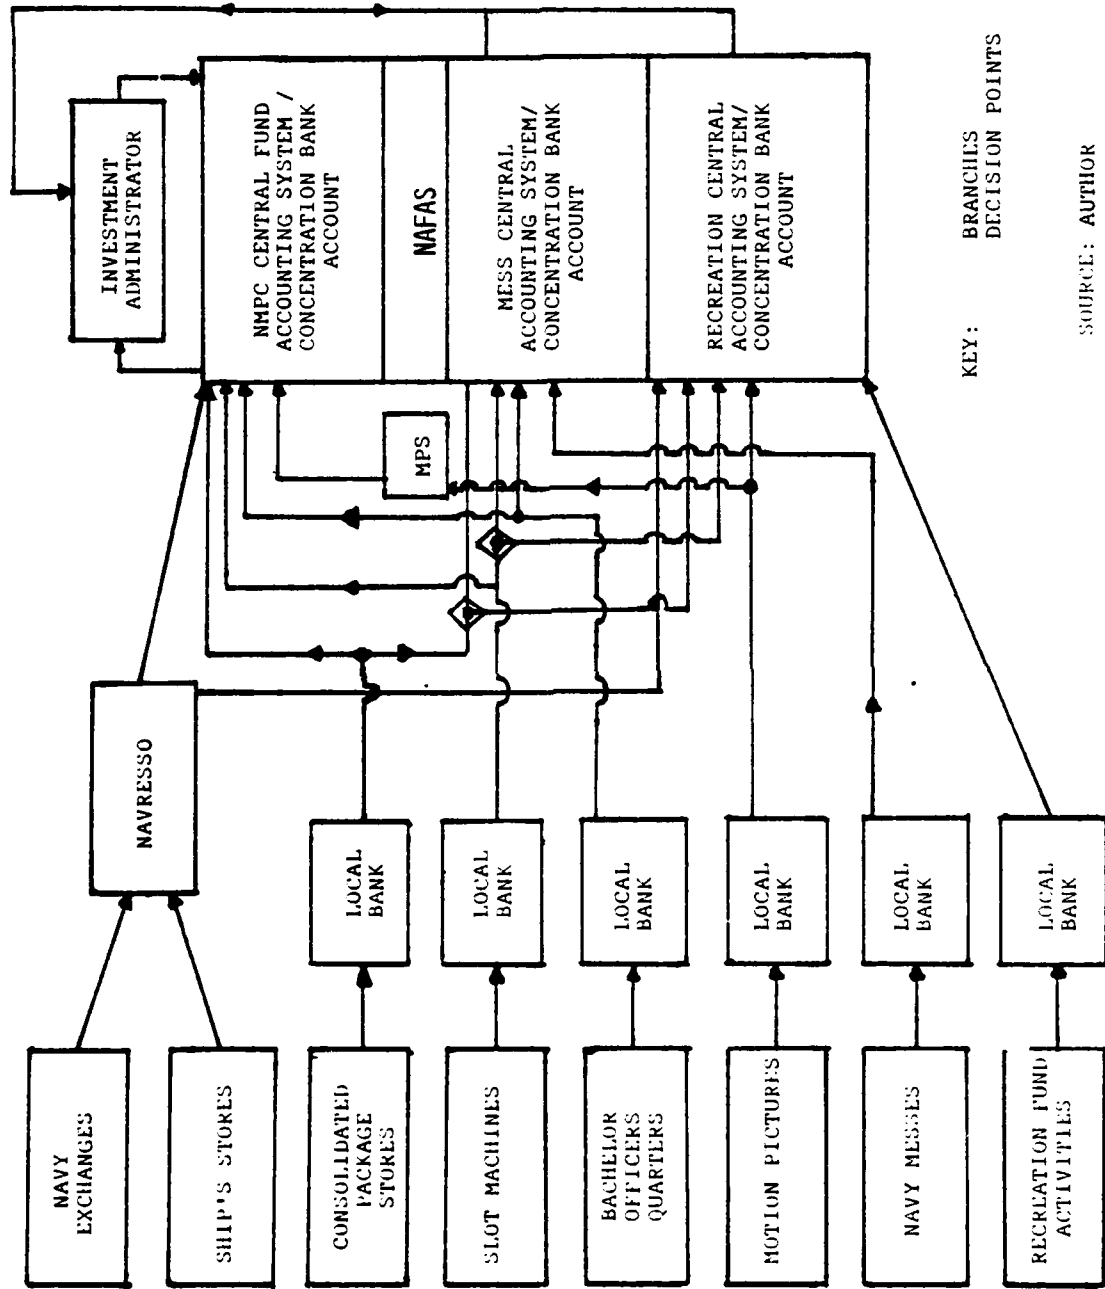 NAVY
EXCHANGES
SHIP'S STORES
CONSOLIDATED
PACKAGE
STORES
SLOT MACHINES
BACHELOR
OFFICERS
QUARTERS
MOTION PICTURES
NAVY MESSES
RECREATION FUND
ACTIVITIES
NAVRESSO
LOCAL
BANK
LOCAL
BANK
LOCAL
BANK
LOCAL
BANK
LOCAL
BANK
LOCAL
BANK
MPS
INVESTMENT
ADMINISTRATOR
NMPC CENTRAL FUND
ACCOUNTING SYSTEM /
CONCENTRATION BANK
ACCOUNT
NAFAS
MESS CENTRAL
ACCOUNTING SYSTEM/
CONCENTRATION BANK
ACCOUNT
RECREATION CENTRAL
ACCOUNTING SYSTEM/
CONCENTRATION BANK
ACCOUNT
KEY: BRANCHES
DECISION POINTS
SOURCE: AUTHOR